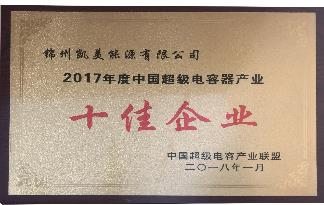 锦州凯美能源有限公司
2017年度中国超级电容器产业
十佳企业
中国超级电容产业联盟
二〇一八年一月